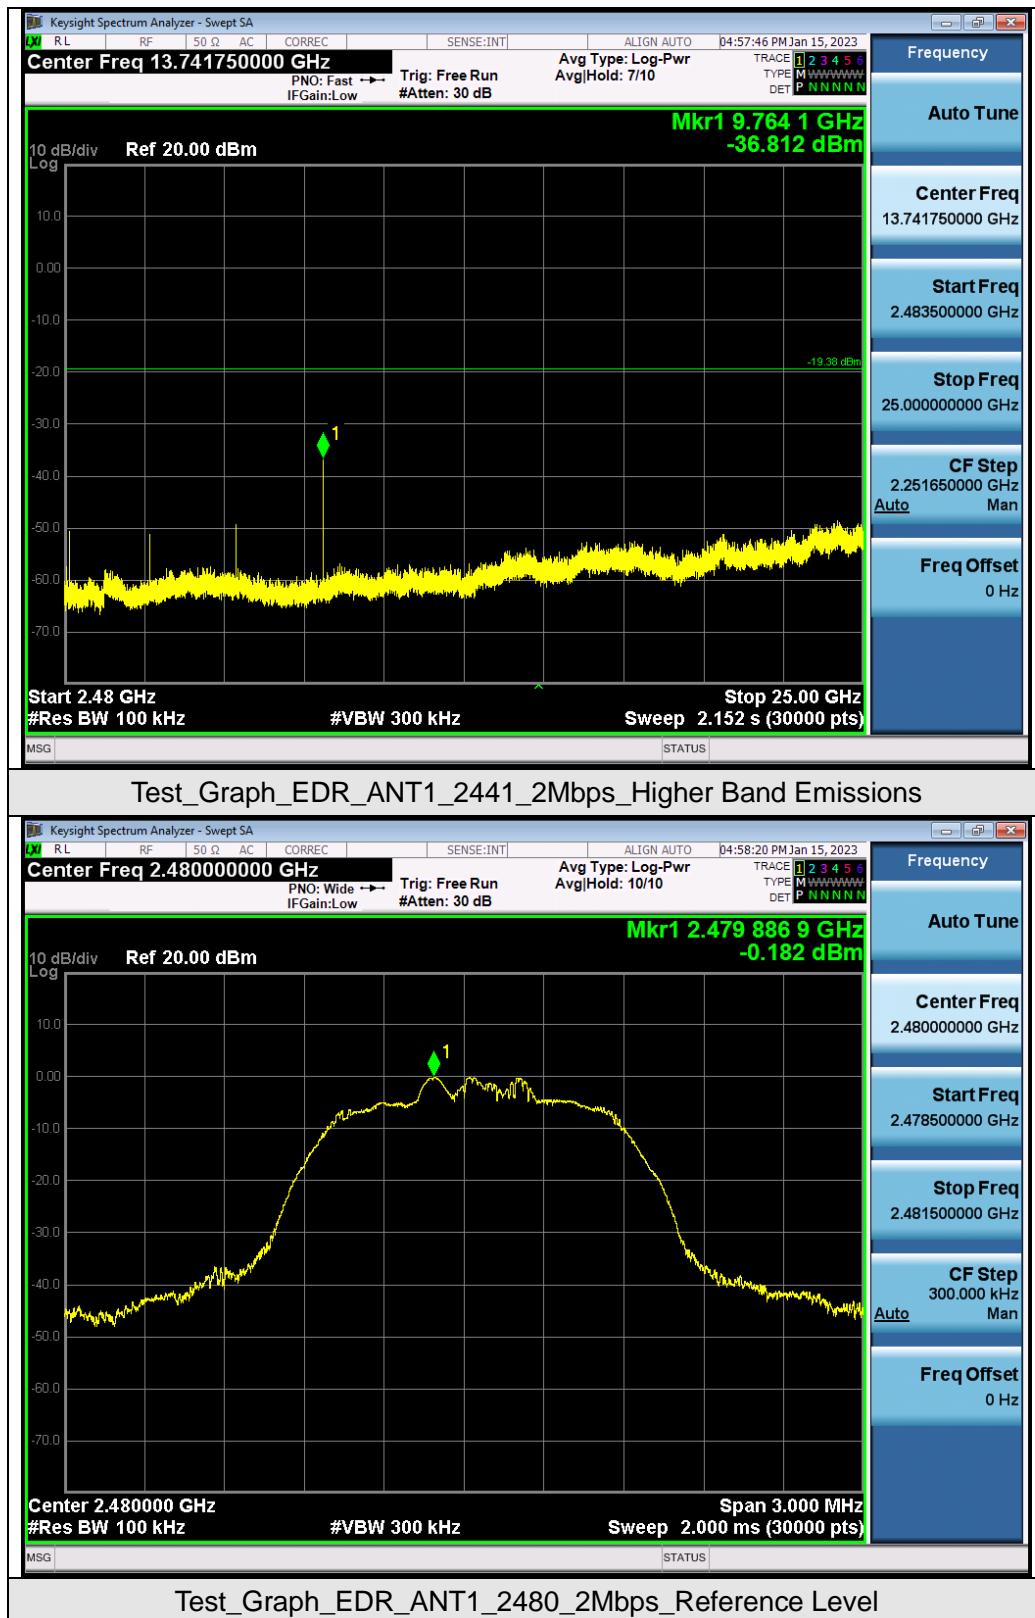 Keysight Spectrum Analyzer - Swept SA
LXI RL RF 50 Ω AC CORREC SENSE:INT ALIGN AUTO 04:57:46 PM Jan 15, 2023
Center Freq 13.741750000 GHz
PNO: Fast
IFGain:Low
Trig: Free Run
#Atten: 30 dB
Avg Type: Log-Pwr
Avg|Hold: 7/10
TRACE 1 2 3 4 5 6
TYPE M WWWWW
DET P N N N N N
Mkr1 9.764 1 GHz
-36.812 dBm
10 dB/div
Log
Ref 20.00 dBm
10.0
0.00
-10.0
-19.38 dBm
-20.0
-30.0
1
-40.0
-50.0
-60.0
-70.0
Start 2.48 GHz
Stop 25.00 GHz
#Res BW 100 kHz
#VBW 300 kHz
Sweep 2.152 s (30000 pts)
MSG
STATUS
Frequency
Auto Tune
Center Freq
13.741750000 GHz
Start Freq
2.483500000 GHz
Stop Freq
25.000000000 GHz
CF Step
2.251650000 GHz
Auto Man
Freq Offset
0 Hz
Test_Graph_EDR_ANT1_2441_2Mbps_Higher Band Emissions
Keysight Spectrum Analyzer - Swept SA
LXI RL RF 50 Ω AC CORREC SENSE:INT ALIGN AUTO 04:58:20 PM Jan 15, 2023
Center Freq 2.480000000 GHz
PNO: Wide
IFGain:Low
Trig: Free Run
#Atten: 30 dB
Avg Type: Log-Pwr
Avg|Hold: 10/10
TRACE 1 2 3 4 5 6
TYPE M WWWWW
DET P N N N N N
Mkr1 2.479 886 9 GHz
-0.182 dBm
10 dB/div
Log
Ref 20.00 dBm
10.0
1
0.00
-10.0
-20.0
-30.0
-40.0
-50.0
-60.0
-70.0
Center 2.480000 GHz
Span 3.000 MHz
#Res BW 100 kHz
#VBW 300 kHz
Sweep 2.000 ms (30000 pts)
MSG
STATUS
Frequency
Auto Tune
Center Freq
2.480000000 GHz
Start Freq
2.478500000 GHz
Stop Freq
2.481500000 GHz
CF Step
300.000 kHz
Auto Man
Freq Offset
0 Hz
Test_Graph_EDR_ANT1_2480_2Mbps_Reference Level